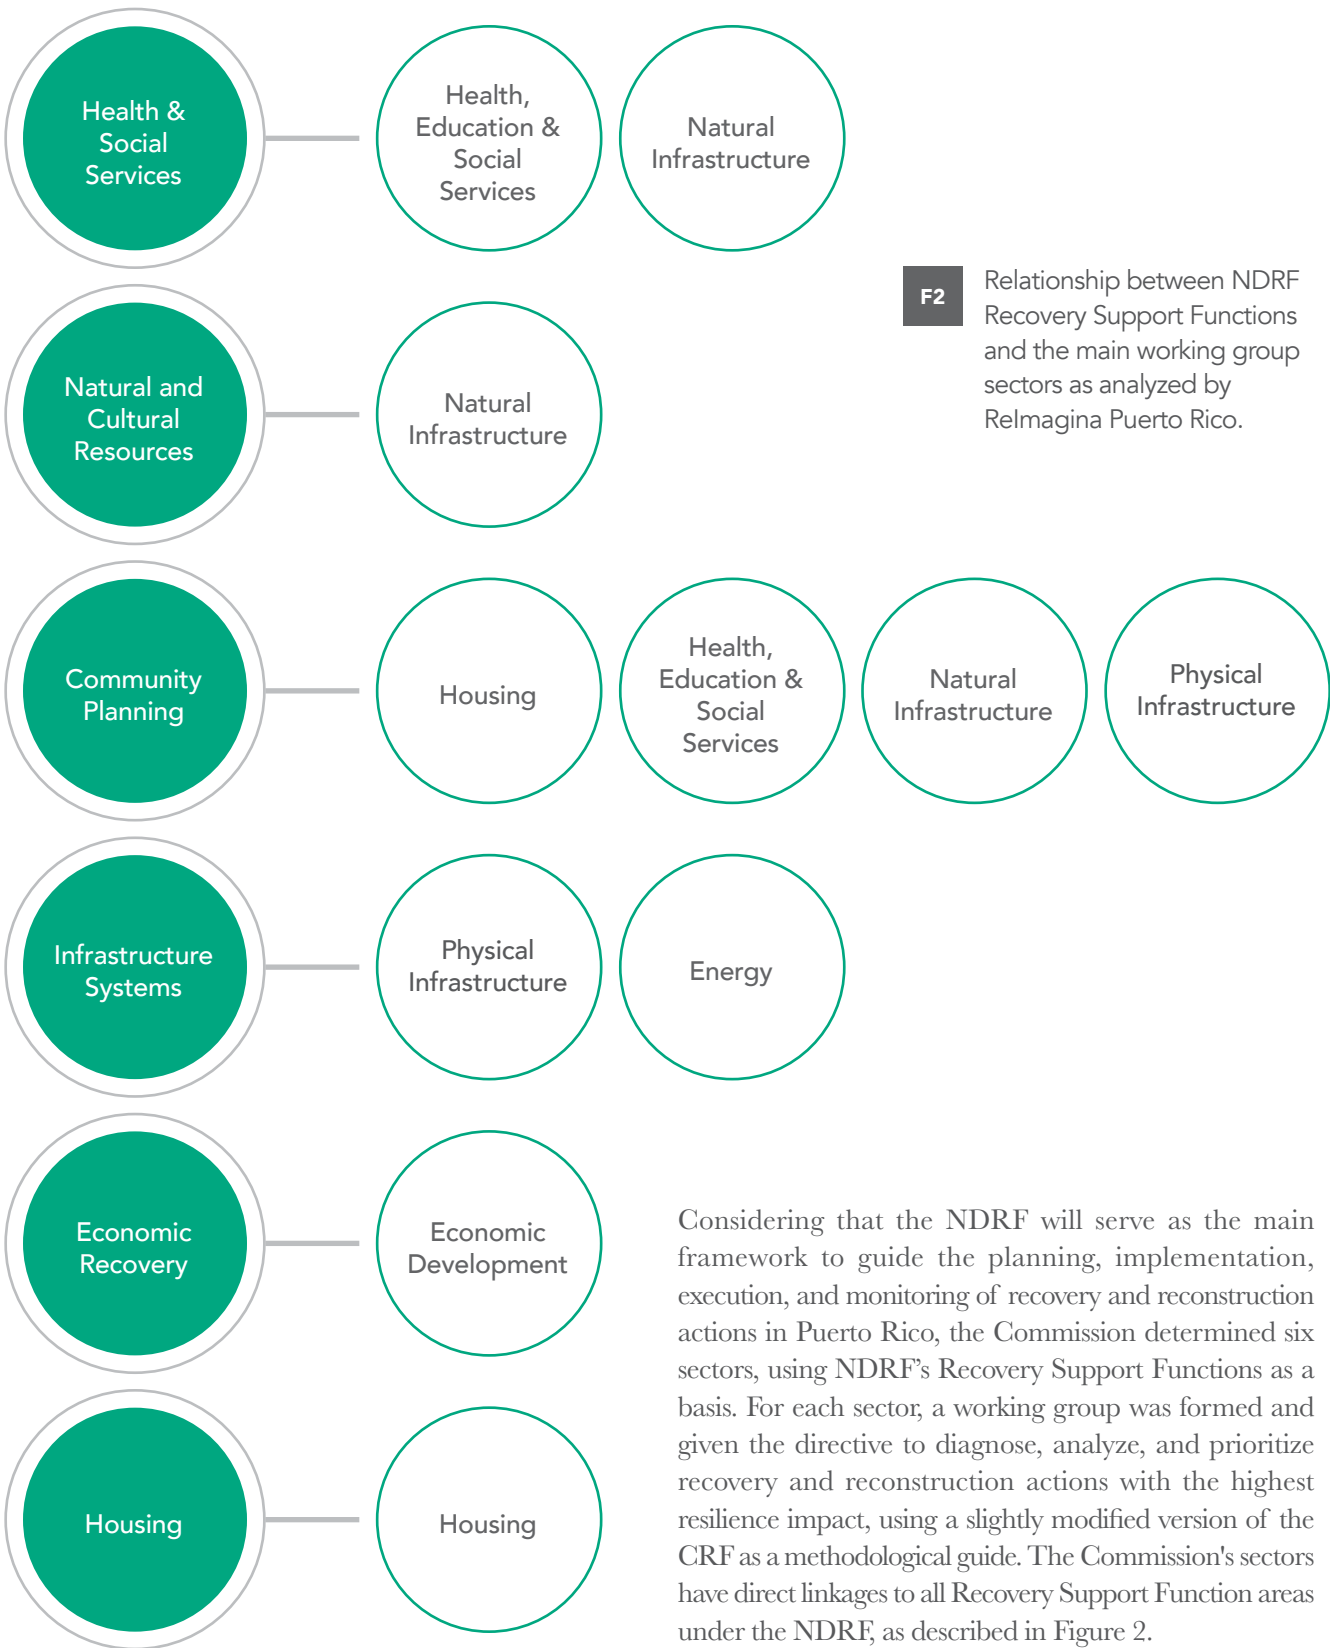 Health &
Social
Services
Health,
Education &
Social
Services
Natural
Infrastructure
F2
Relationship between NDRF
Recovery Support Functions
and the main working group
sectors as analyzed by
ReImagina Puerto Rico.
Natural and
Cultural
Resources
Natural
Infrastructure
Community
Planning
Housing
Health,
Education &
Social
Services
Natural
Infrastructure
Physical
Infrastructure
Infrastructure
Systems
Physical
Infrastructure
Energy
Economic
Recovery
Economic
Development
Housing
Housing
Considering that the NDRF will serve as the main
framework to guide the planning, implementation,
execution, and monitoring of recovery and reconstruction
actions in Puerto Rico, the Commission determined six
sectors, using NDRF’s Recovery Support Functions as a
basis. For each sector, a working group was formed and
given the directive to diagnose, analyze, and prioritize
recovery and reconstruction actions with the highest
resilience impact, using a slightly modified version of the
CRF as a methodological guide. The Commission's sectors
have direct linkages to all Recovery Support Function areas
under the NDRF, as described in Figure 2.